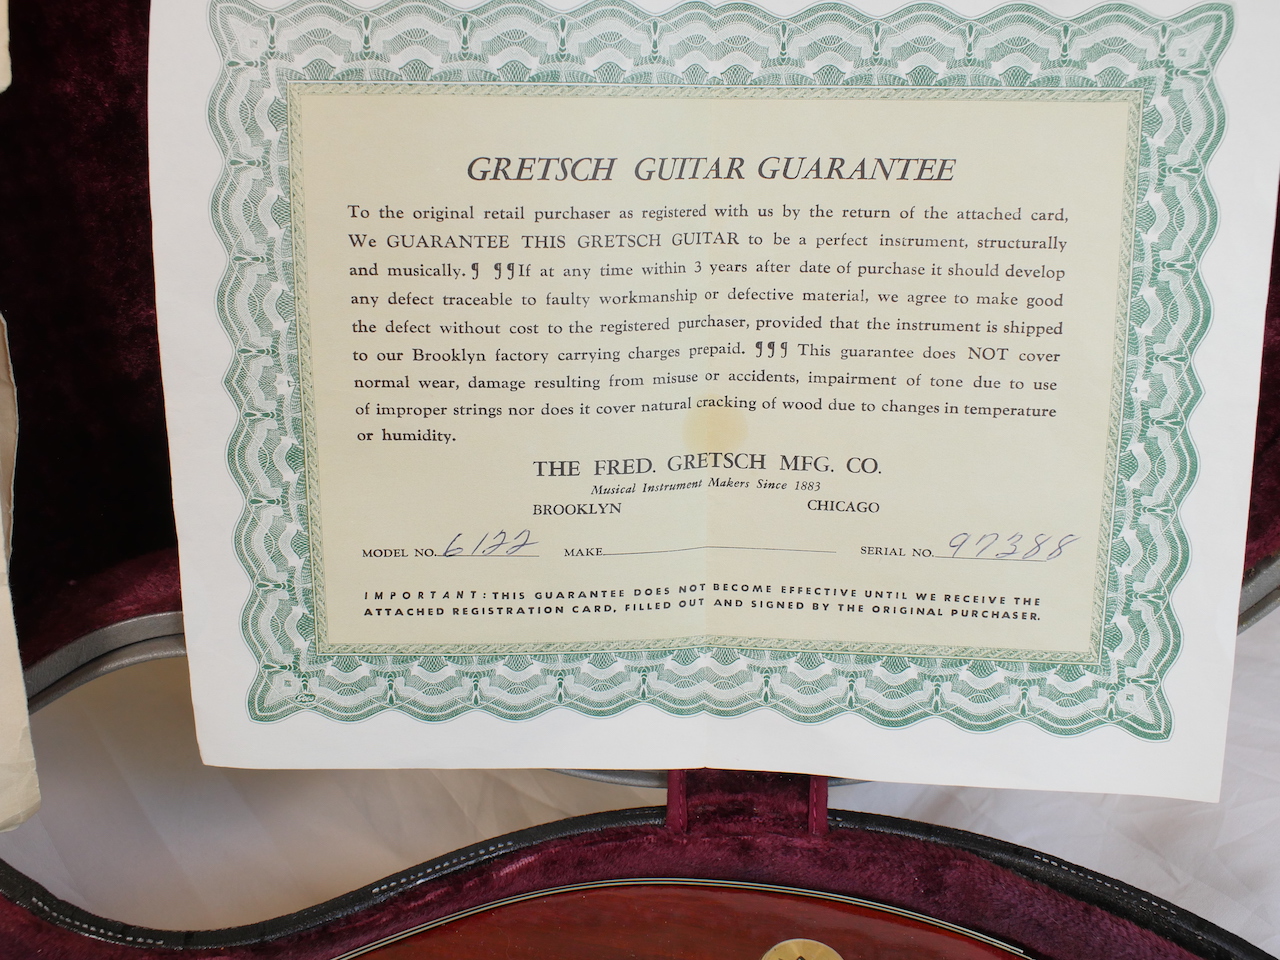 GRETSCH GUITAR GUARANTEE
To the original retail purchaser as registered with us by the return of the attached card,
We GUARANTEE THIS GRETSCH GUITAR to be a perfect instrument, structurally
and musically. ¶ ¶¶If at any time within 3 years after date of purchase it should develop
any defect traceable to faulty workmanship or defective material, we agree to make good
the defect without cost to the registered purchaser, provided that the instrument is shipped
to our Brooklyn factory carrying charges prepaid. ¶¶¶ This guarantee does NOT cover
normal wear, damage resulting from misuse or accidents, impairment of tone due to use
of improper strings nor does it cover natural cracking of wood due to changes in temperature
or humidity.
THE FRED. GRETSCH MFG. CO.
Musical Instrument Makers Since 1883
BROOKLYN CHICAGO
MODEL NO. 6122 MAKE SERIAL NO. 97388
IMPORTANT: THIS GUARANTEE DOES NOT BECOME EFFECTIVE UNTIL WE RECEIVE THE
ATTACHED REGISTRATION CARD, FILLED OUT AND SIGNED BY THE ORIGINAL PURCHASER.